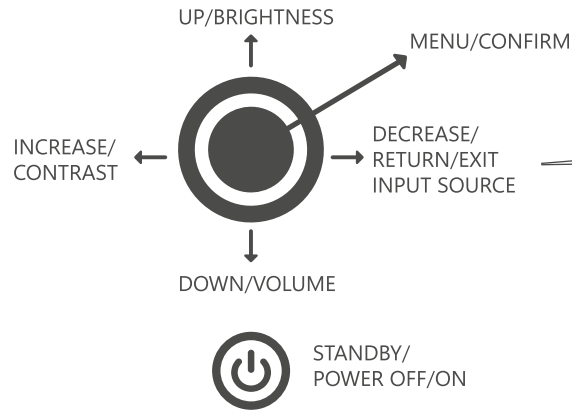 UP/BRIGHTNESS
MENU/CONFIRM
INCREASE/
CONTRAST
DECREASE/
RETURN/EXIT
INPUT SOURCE
DOWN/VOLUME
STANDBY/
POWER OFF/ON